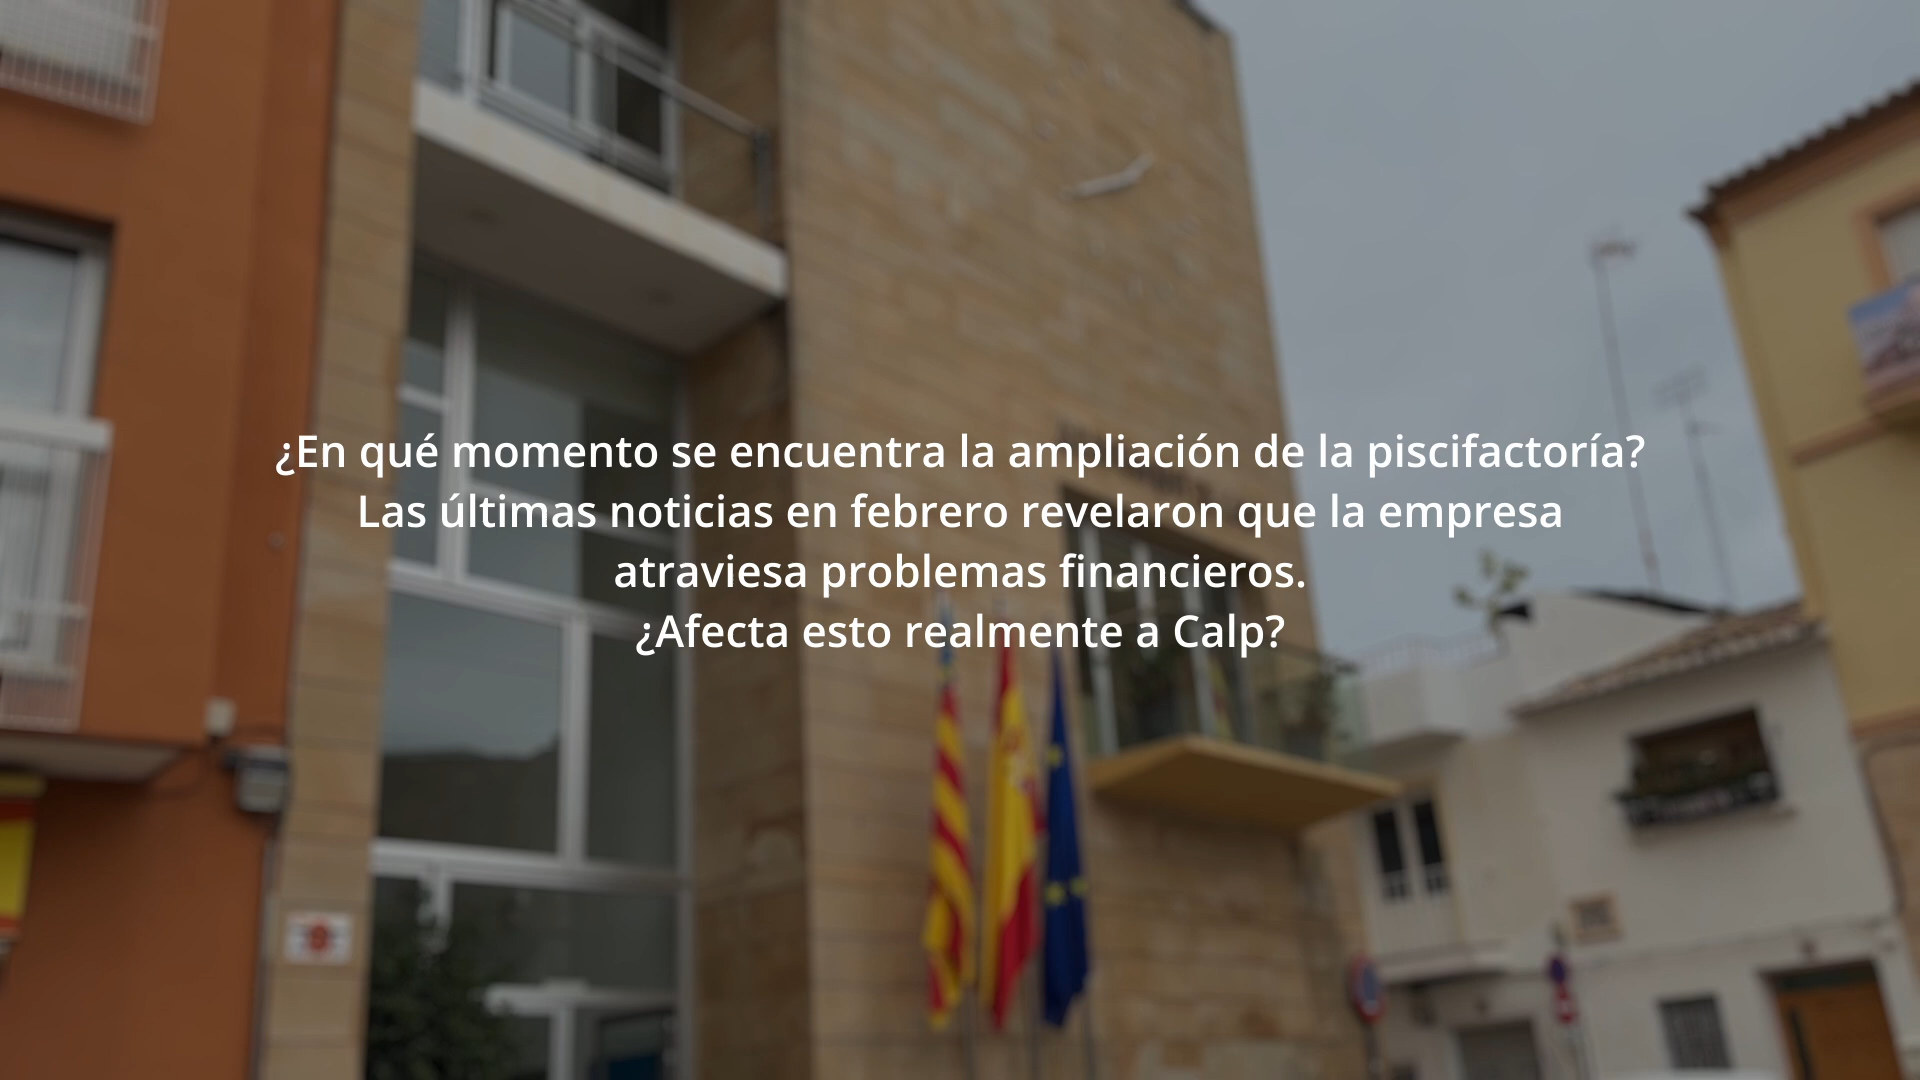 ¿En qué momento se encuentra la ampliación de la piscifactoría?
Las últimas noticias en febrero revelaron que la empresa
atraviesa problemas financieros.
¿Afecta esto realmente a Calp?